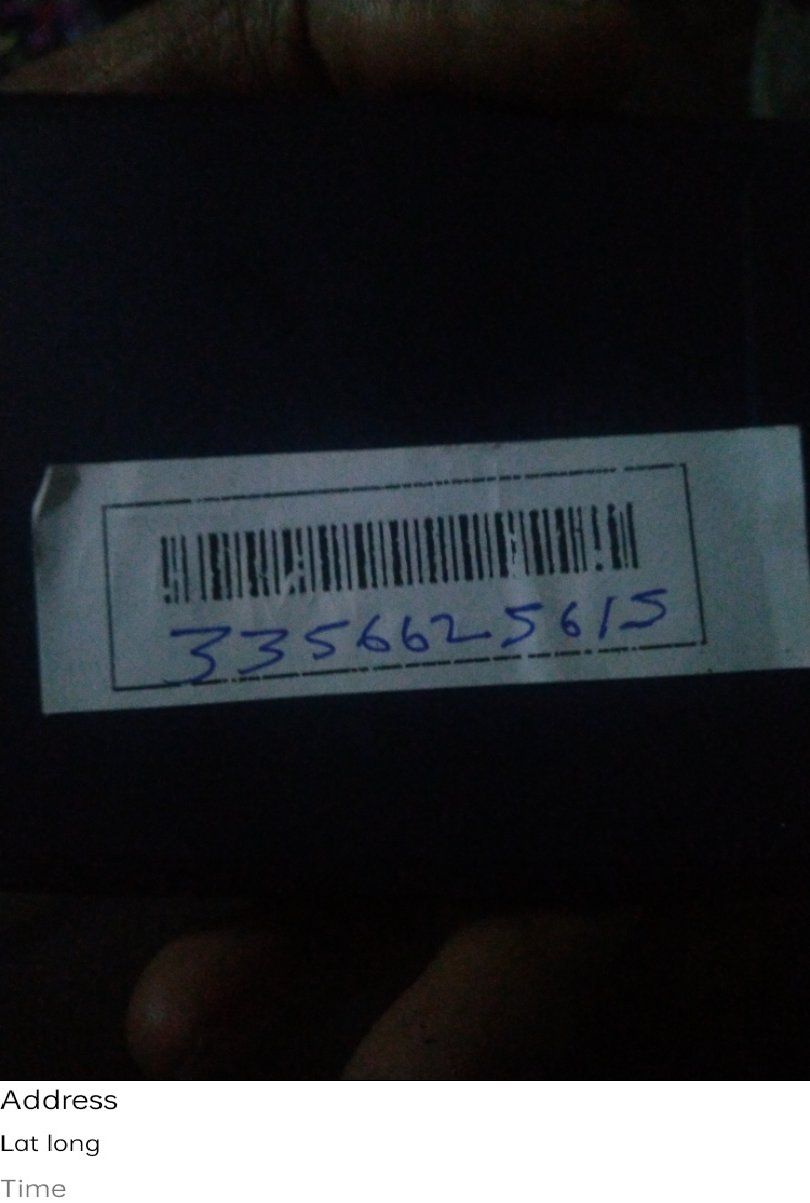 3356625615
Address
Lat long
Time